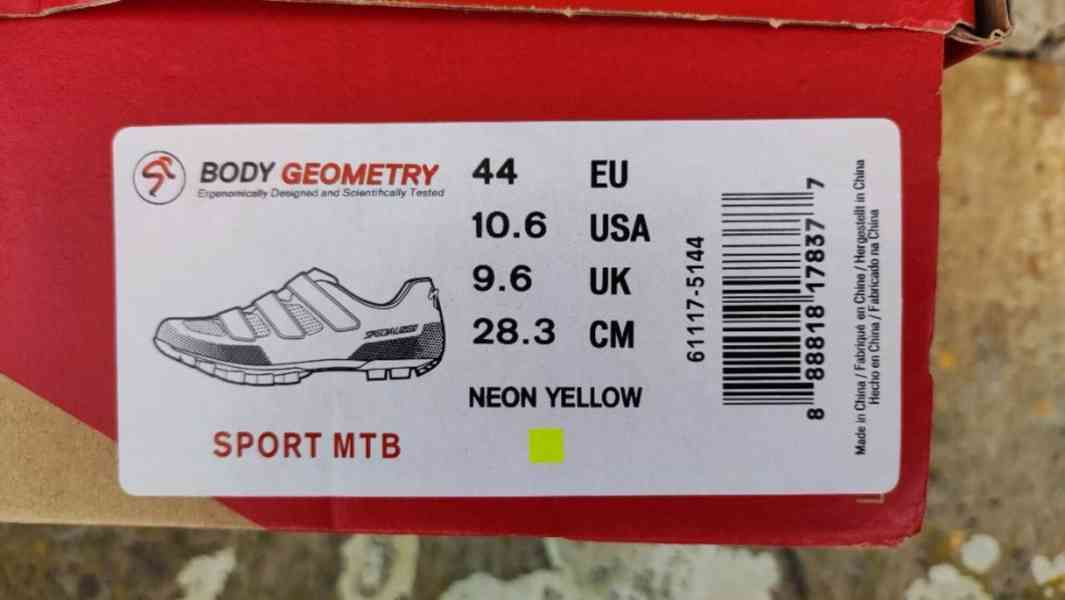 BODY GEOMETRY
Ergonomically Designed and Scientifically Tested
44 EU
10.6 USA
9.6 UK
28.3 CM
NEON YELLOW
SPECIALIZED
SPORT MTB
61117-5144
8 88818 17837 7
Made in China / Fabriqué en Chine / Hergestellt in China
Hecho en China / Fabricado na China